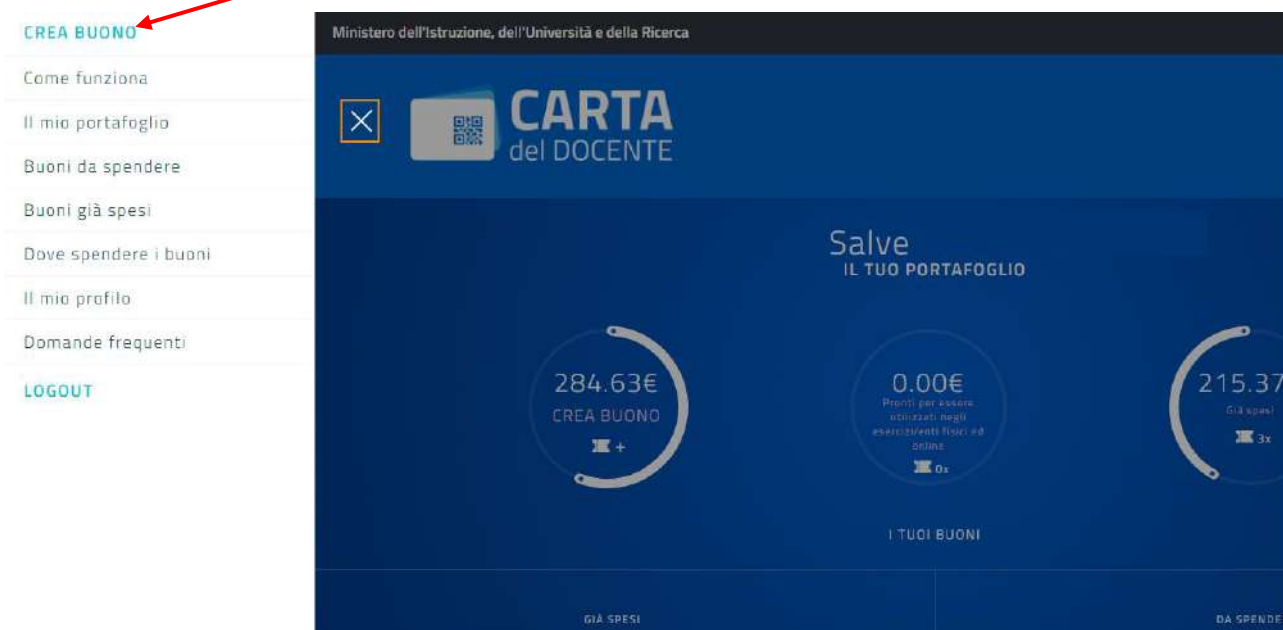 CREA BUONO
Come funziona
Il mio portafoglio
Buoni da spendere
Buoni già spesi
Dove spendere i buoni
Il mio profilo
Domande frequenti
LOGOUT
Ministero dell'Istruzione, dell'Università e della Ricerca
CARTA
del DOCENTE
Salve
IL TUO PORTAFOGLIO
284.63€
CREA BUONO
+
0.00€
Pronti per essere
utilizzati negli
esercizi/enti fisici ed
online
0x
215.37
Già spesi
3x
I TUOI BUONI
GIÀ SPESI
DA SPENDE